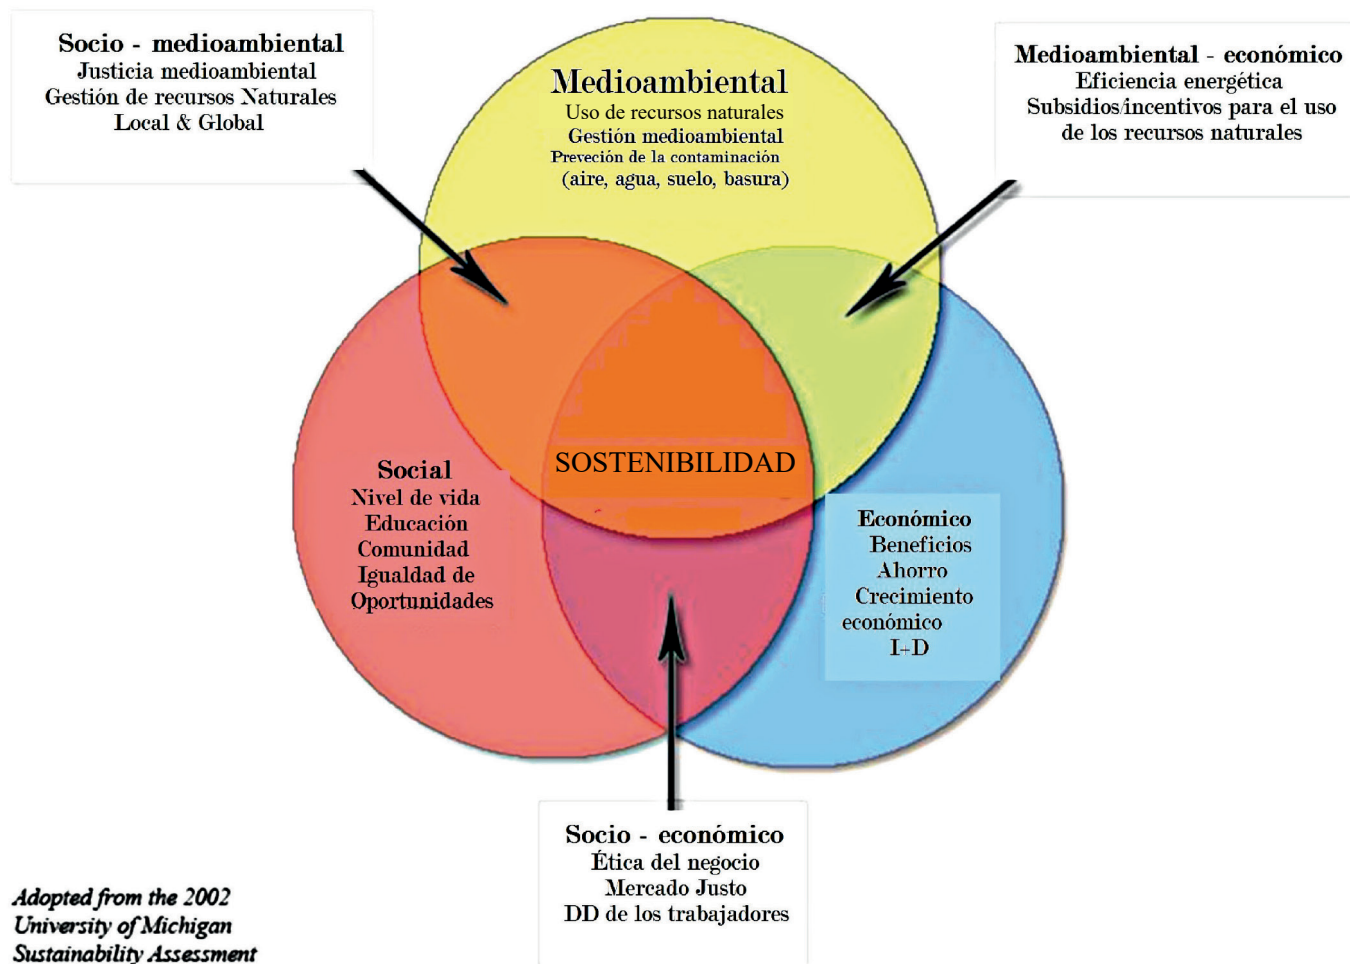 Socio - medioambiental
Justicia medioambiental
Gestión de recursos Naturales
Local & Global
Medioambiental
Uso de recursos naturales
Gestión medioambiental
Preveción de la contaminación
(aire, agua, suelo, basura)
Medioambiental - económico
Eficiencia energética
Subsidios/incentivos para el uso
de los recursos naturales
Social
Nivel de vida
Educación
Comunidad
Igualdad de
Oportunidades
SOSTENIBILIDAD
Económico
Beneficios
Ahorro
Crecimiento
económico
I+D
Socio - económico
Ética del negocio
Mercado Justo
DD de los trabajadores
Adopted from the 2002
University of Michigan
Sustainability Assessment